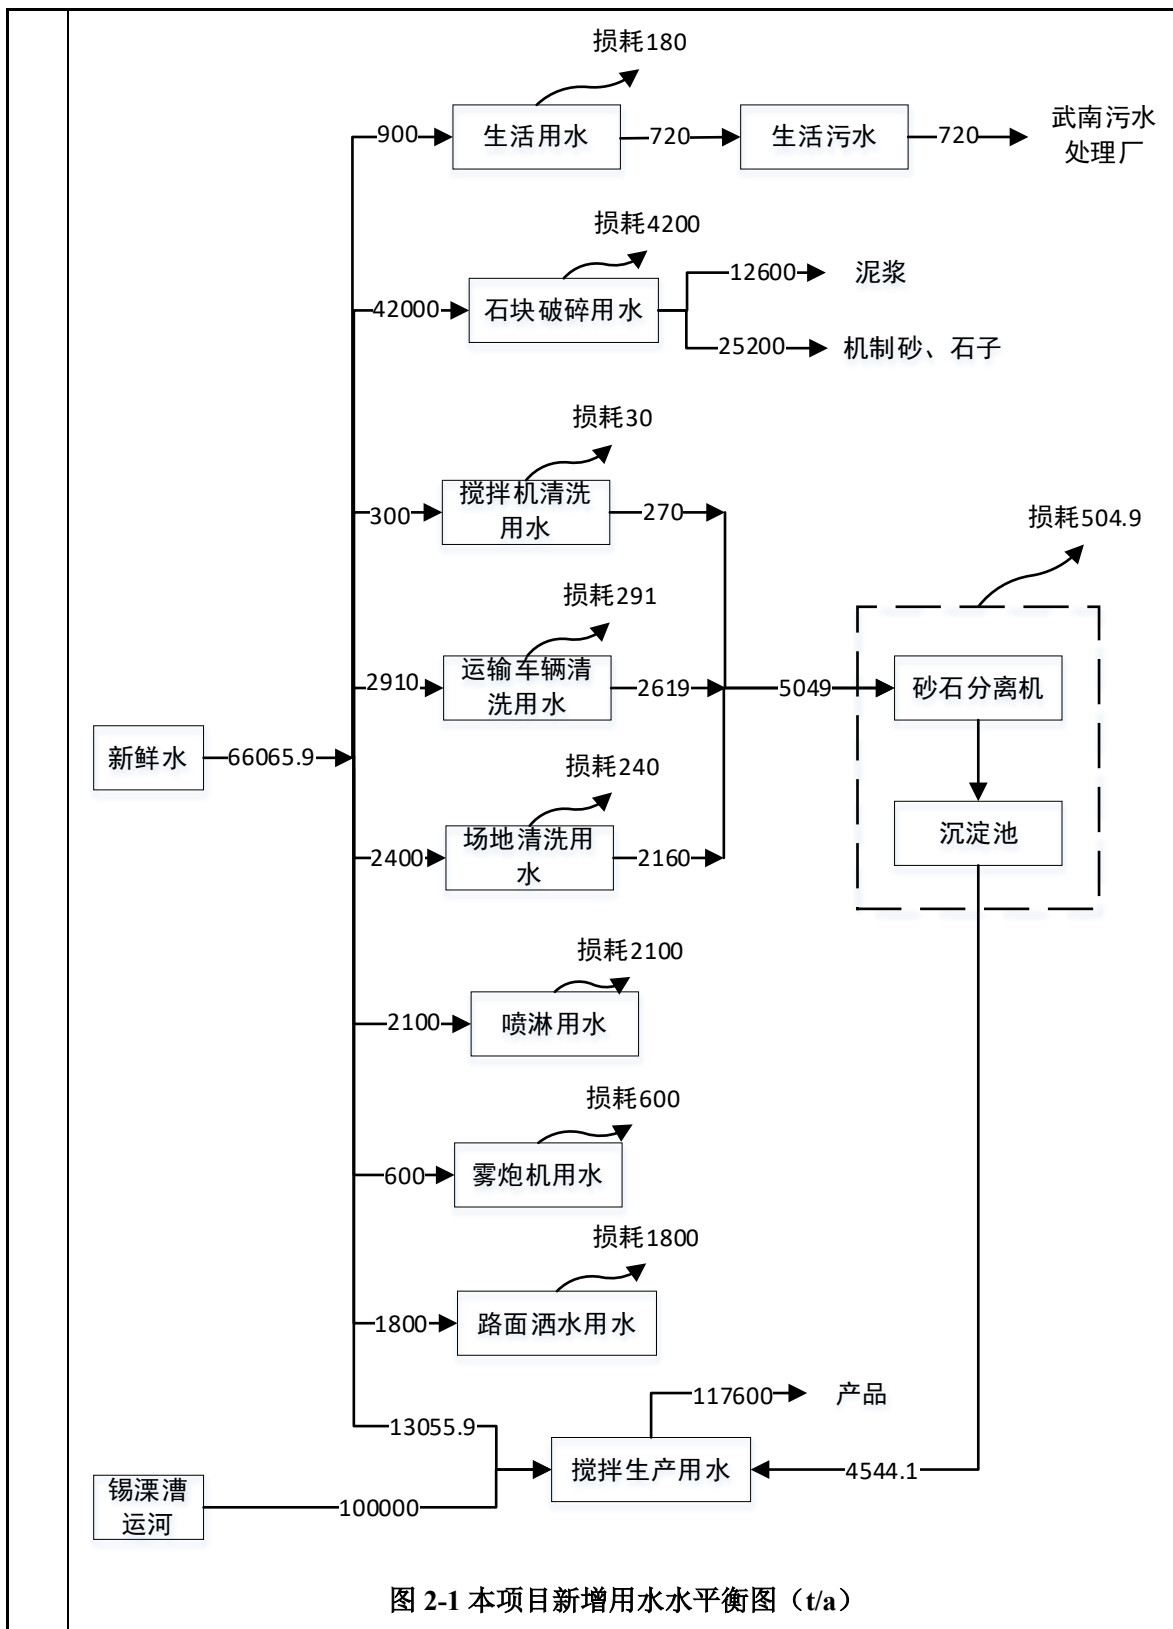 损耗180
900
生活用水
720
生活污水
720
武南污水
处理厂
损耗4200
42000
石块破碎用水
12600
泥浆
25200
机制砂、石子
损耗30
300
搅拌机清洗
用水
270
损耗504.9
损耗291
2910
运输车辆清
洗用水
2619
5049
砂石分离机
新鲜水
66065.9
损耗240
2400
场地清洗用
水
2160
沉淀池
损耗2100
2100
喷淋用水
损耗600
600
雾炮机用水
损耗1800
1800
路面洒水用水
117600
产品
13055.9
搅拌生产用水
4544.1
锡溧漕
运河
100000
图 2-1 本项目新增用水水平衡图（t/a）